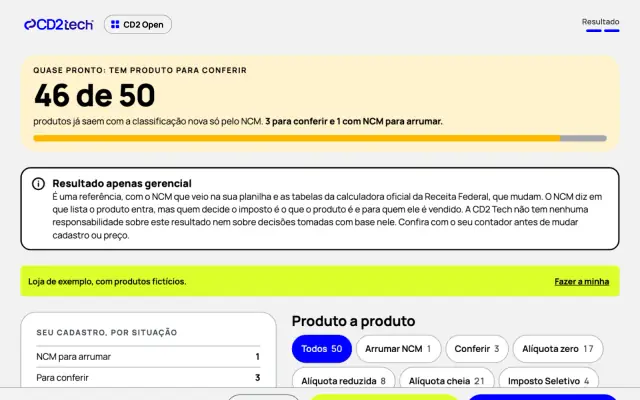 CD2tech
CD2 Open
Resultado
QUASE PRONTO: TEM PRODUTO PARA CONFERIR
46 de 50
produtos já saem com a classificação nova só pelo NCM. 3 para conferir e 1 com NCM para arrumar.
Resultado apenas gerencial
É uma referência, com o NCM que veio na sua planilha e as tabelas da calculadora oficial da Receita Federal, que mudam. O NCM diz em
que lista o produto entra, mas quem decide o imposto é o que o produto é e para quem ele é vendido. A CD2 Tech não tem nenhuma
responsabilidade sobre este resultado nem sobre decisões tomadas com base nele. Confira com o seu contador antes de mudar
cadastro ou preço.
Loja de exemplo, com produtos fictícios.
Fazer a minha
SEU CADASTRO, POR SITUAÇÃO
NCM para arrumar 1
Para conferir 3
Produto a produto
Todos 50
Arrumar NCM 1
Conferir 3
Alíquota zero 17
Alíquota reduzida 8
Alíquota cheia 21
Imposto Seletivo 4